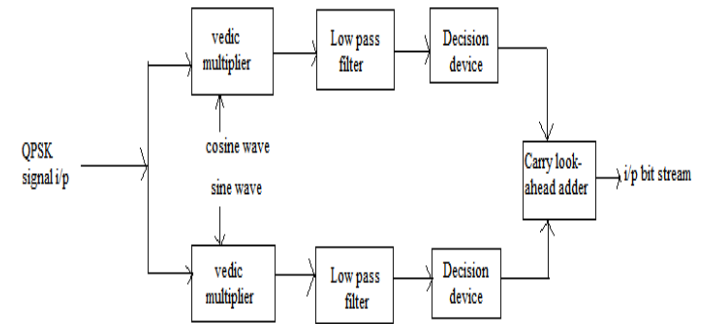 QPSK
signal i/p
vedic
multiplier
Low pass
filter
Decision
device
cosine wave
sine wave
vedic
multiplier
Low pass
filter
Decision
device
Carry look-
ahead adder
i/p bit stream